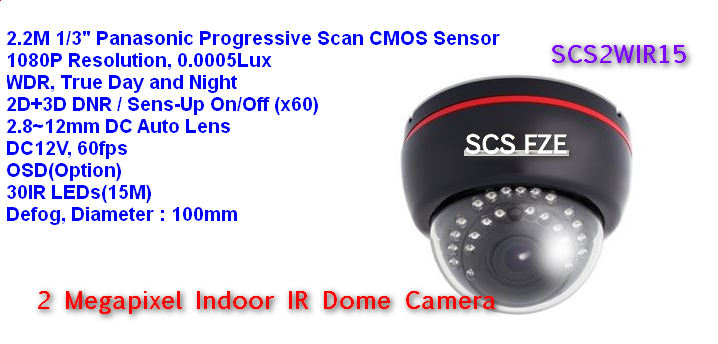 2.2M 1/3" Panasonic Progressive Scan CMOS Sensor
1080P Resolution, 0.0005Lux
WDR, True Day and Night
2D+3D DNR / Sens-Up On/Off (x60)
2.8~12mm DC Auto Lens
DC12V, 60fps
OSD(Option)
30IR LEDs(15M)
Defog, Diameter : 100mm
SCS2WIR15
SCS FZE
2 Megapixel Indoor IR Dome Camera